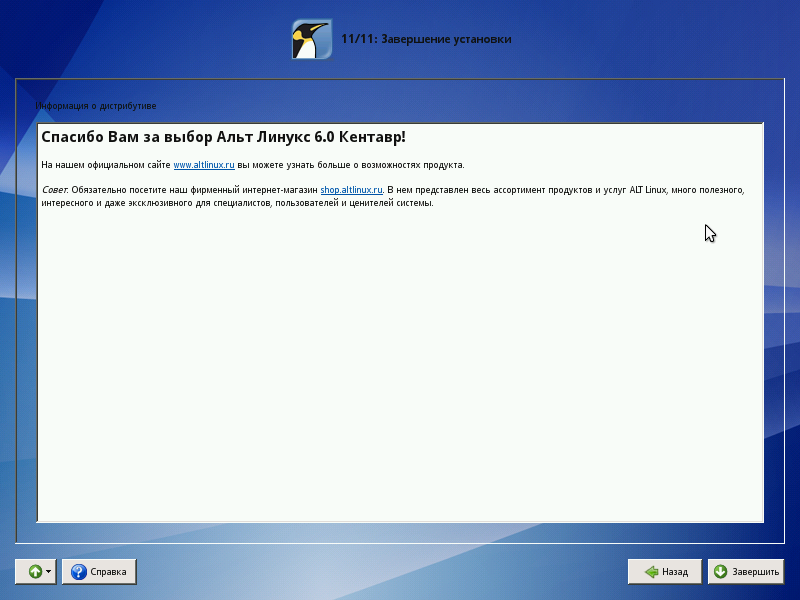 11/11: Завершение установки
Информация о дистрибутиве
Спасибо Вам за выбор Альт Линукс 6.0 Кентавр!
На нашем официальном сайте www.altlinux.ru вы можете узнать больше о возможностях продукта.
Совет. Обязательно посетите наш фирменный интернет-магазин shop.altlinux.ru. В нем представлен весь ассортимент продуктов и услуг ALT Linux, много полезного,
интересного и даже эксклюзивного для специалистов, пользователей и ценителей системы.
Справка
Назад
Завершить